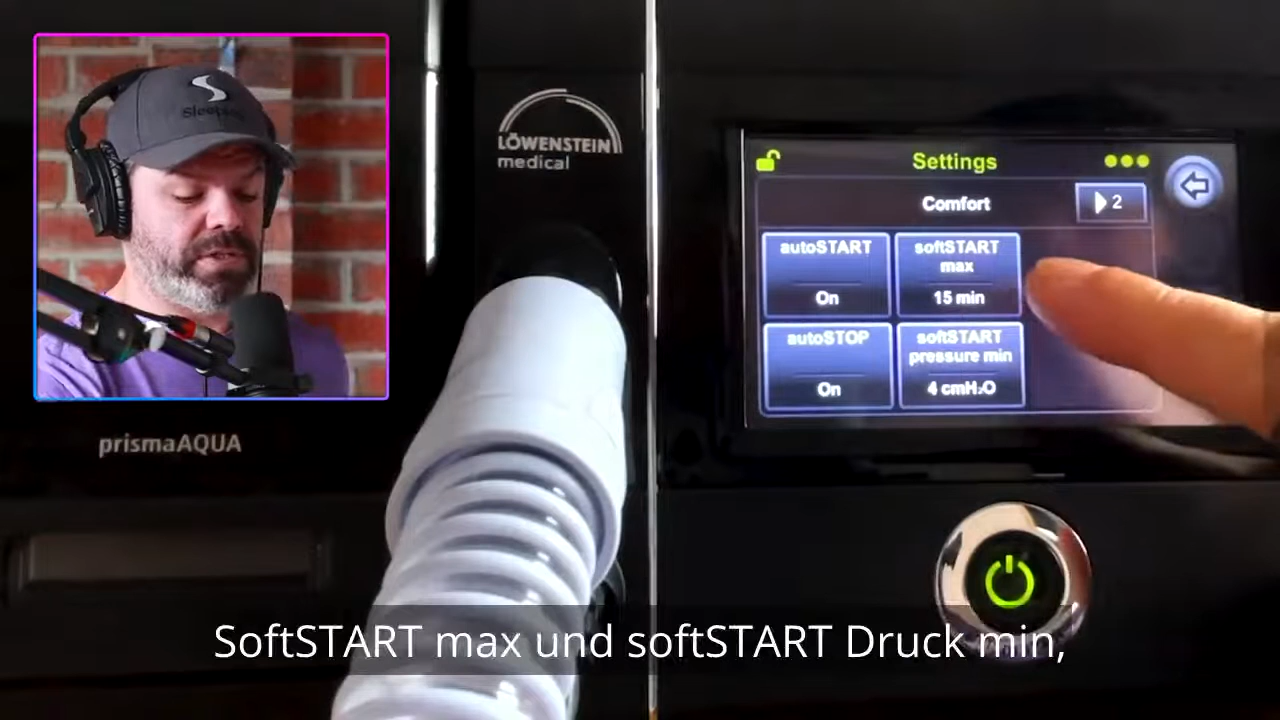 LÖWENSTEIN
medical
prismaAQUA
Settings
Comfort
2
autoSTART
On
softSTART
max
15 min
autoSTOP
On
softSTART
pressure min
4 cmH₂O
SoftSTART max und softSTART Druck min,